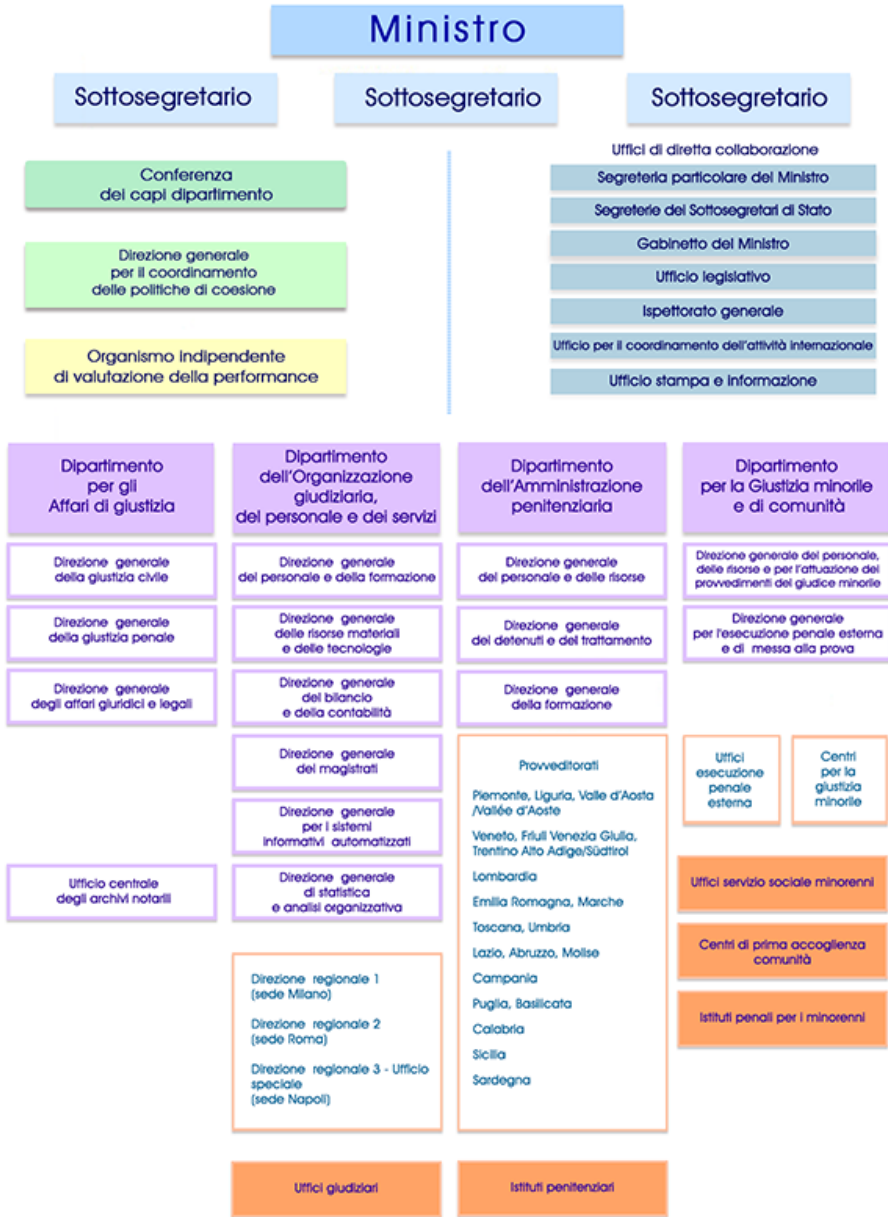 Ministro
Sottosegretario
Sottosegretario
Sottosegretario
Conferenza
dei capi dipartimento
Direzione generale
per il coordinamento
delle politiche di coesione
Organismo indipendente
di valutazione della performance
Uffici di diretta collaborazione
Segreteria particolare del Ministro
Segreterie dei Sottosegretari di Stato
Gabinetto del Ministro
Ufficio legislativo
Ispettorato generale
Ufficio per il coordinamento dell'attività internazionale
Ufficio stampa e informazione
Dipartimento
per gli
Affari di giustizia
Direzione generale
della giustizia civile
Direzione generale
della giustizia penale
Direzione generale
degli affari giuridici e legali
Ufficio centrale
degli archivi notarili
Dipartimento
dell'Organizzazione
giudiziaria,
del personale e dei servizi
Direzione generale
del personale e della formazione
Direzione generale
delle risorse materiali
e delle tecnologie
Direzione generale
del bilancio
e della contabilità
Direzione generale
dei magistrati
Direzione generale
per i sistemi
informativi automatizzati
Direzione generale
di statistica
e analisi organizzativa
Direzione regionale 1
(sede Milano)
Direzione regionale 2
(sede Roma)
Direzione regionale 3 - Ufficio
speciale
(sede Napoli)
Uffici giudiziari
Dipartimento
dell'Amministrazione
penitenziaria
Direzione generale
del personale e delle risorse
Direzione generale
dei detenuti e del trattamento
Direzione generale
della formazione
Provveditorati
Piemonte, Liguria, Valle d'Aosta
/Vallée d'Aoste
Veneto, Friuli Venezia Giulia,
Trentino Alto Adige/Südtirol
Lombardia
Emilia Romagna, Marche
Toscana, Umbria
Lazio, Abruzzo, Molise
Campania
Puglia, Basilicata
Calabria
Sicilia
Sardegna
Istituti penitenziari
Dipartimento
per la Giustizia minorile
e di comunità
Direzione generale del personale,
delle risorse e per l'attuazione dei
provvedimenti del giudice minorile
Direzione generale
per l'esecuzione penale esterna
e di messa alla prova
Uffici
esecuzione
penale
esterna
Centri
per la
giustizia
minorile
Uffici servizio sociale minorenni
Centri di prima accoglienza
comunità
Istituti penali per i minorenni